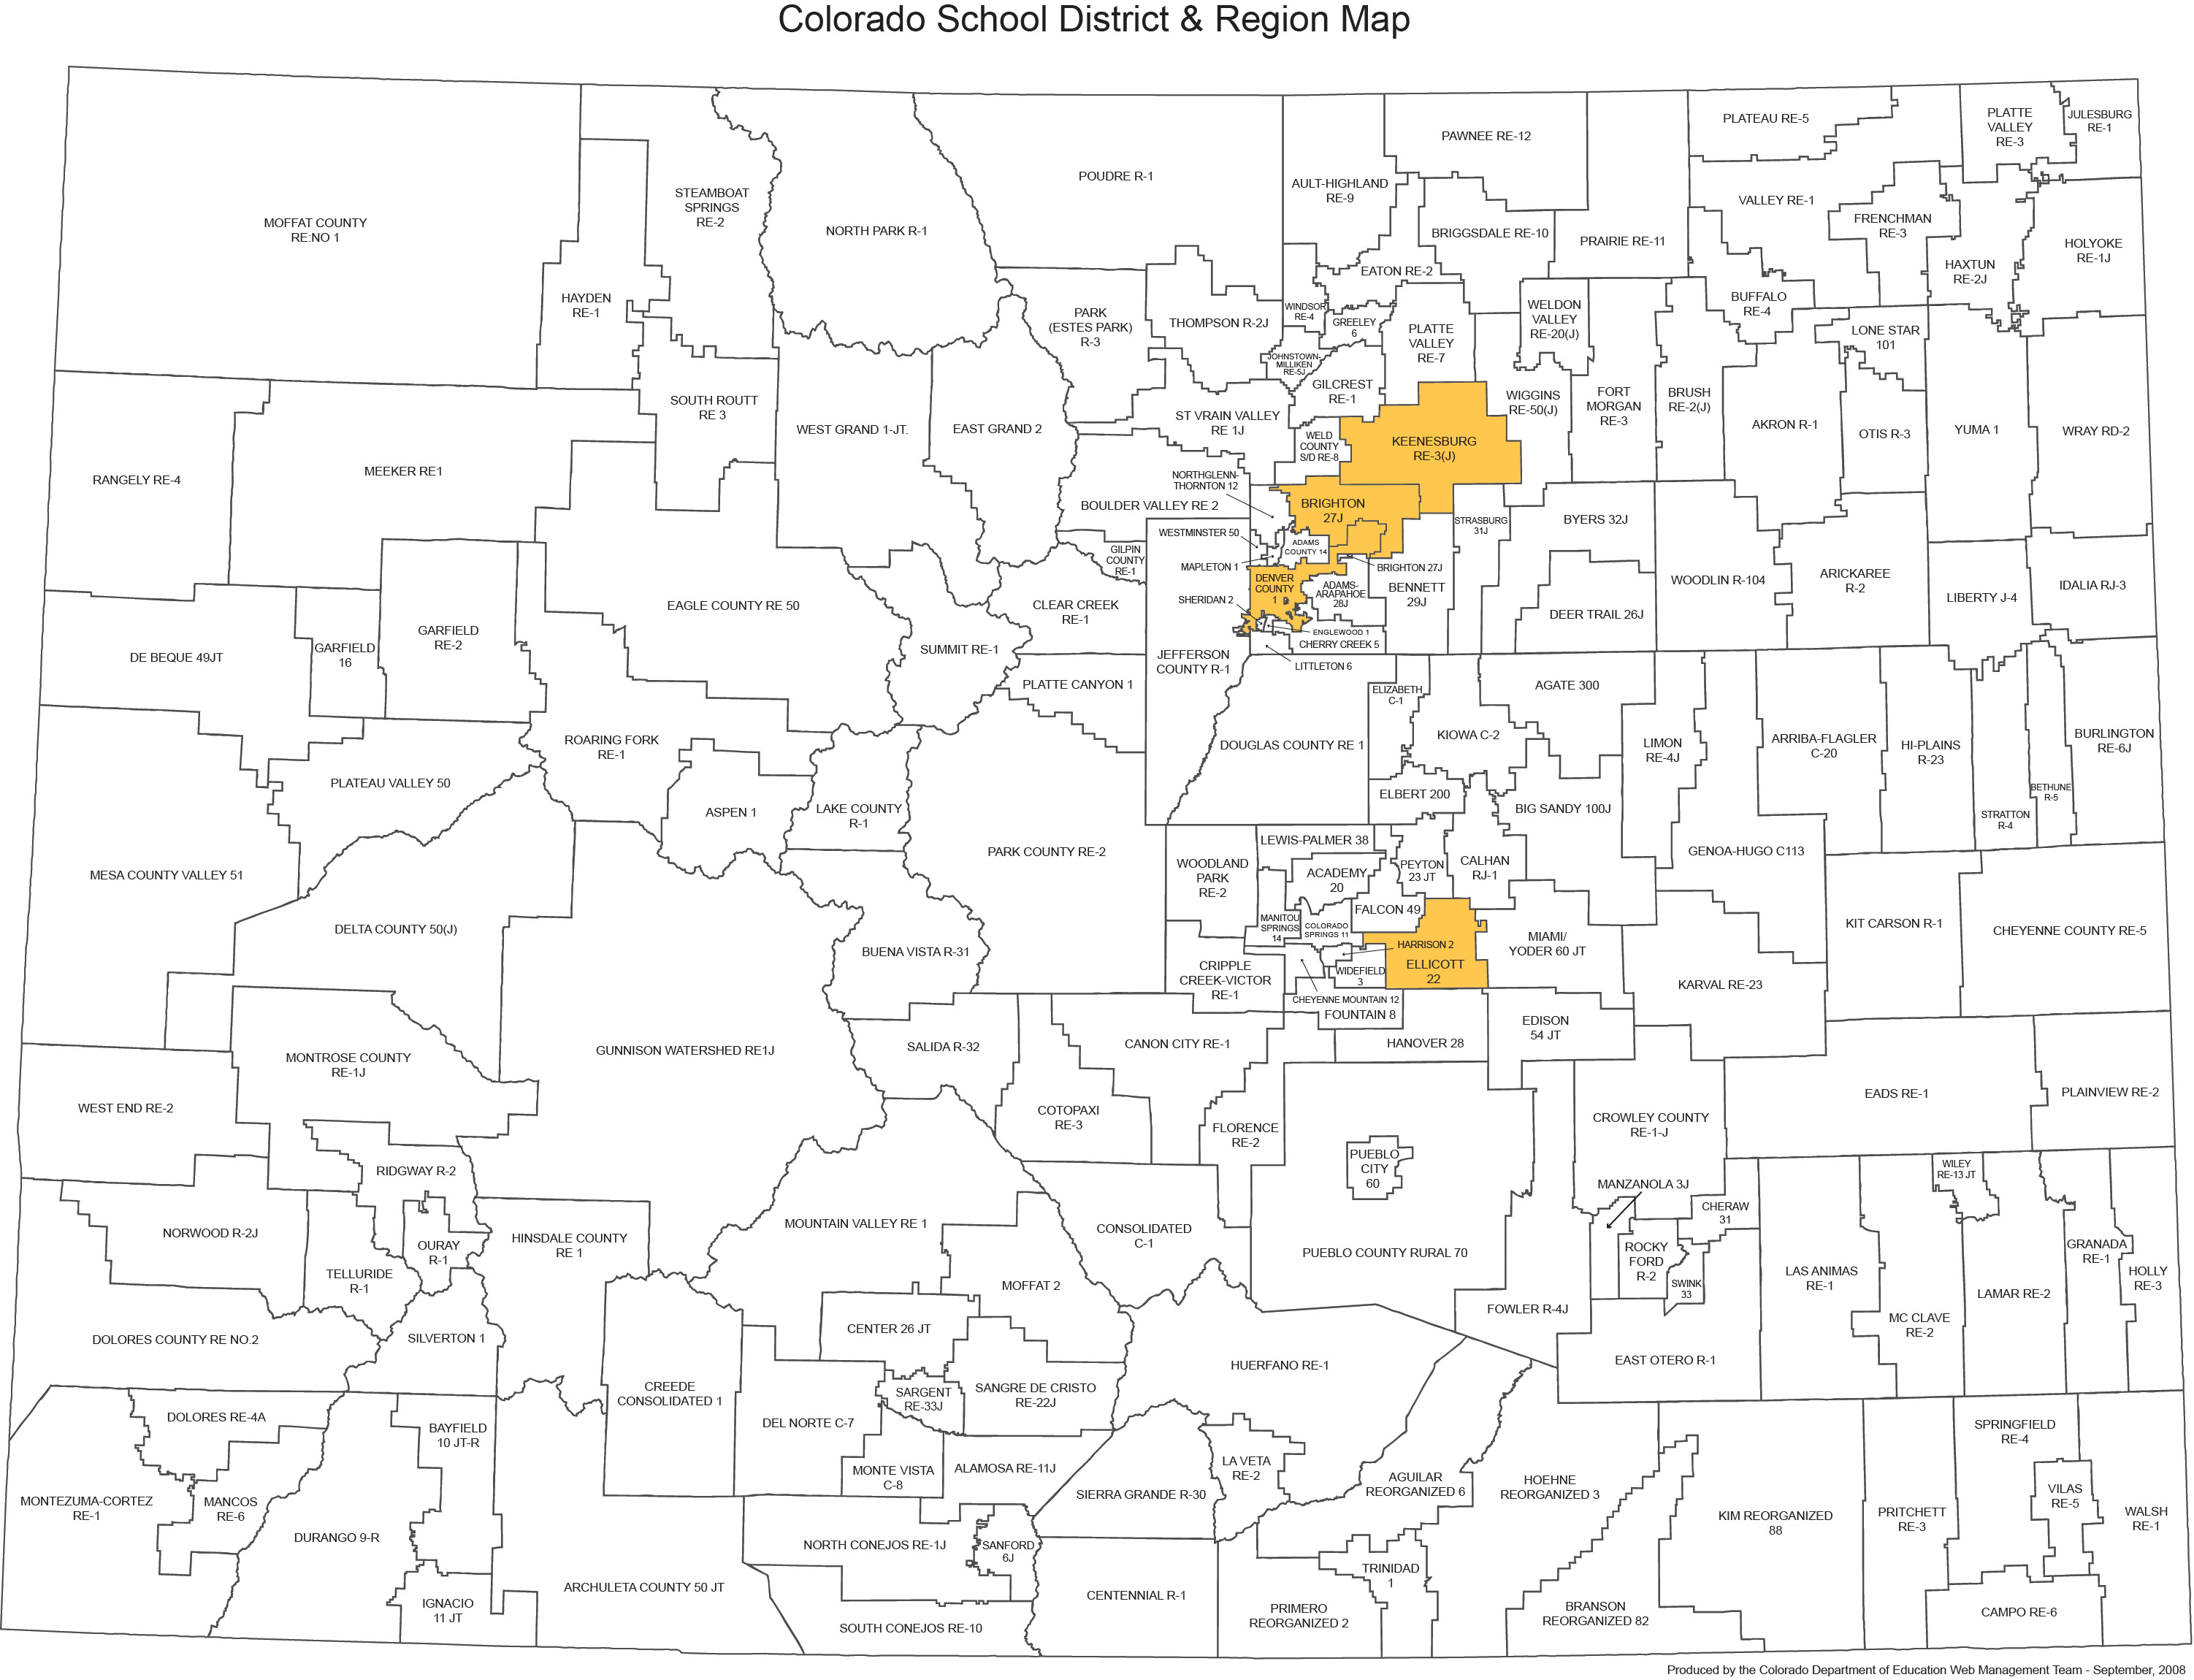 Colorado School District & Region Map
MOFFAT COUNTY
RE:NO 1
HAYDEN
RE-1
STEAMBOAT
SPRINGS
RE-2
NORTH PARK R-1
POUDRE R-1
AULT-HIGHLAND
RE-9
PAWNEE RE-12
BRIGGSDALE RE-10
PRAIRIE RE-11
PLATEAU RE-5
VALLEY RE-1
FRENCHMAN
RE-3
PLATTE
VALLEY
RE-3
JULESBURG
RE-1
HAXTUN
RE-2J
HOLYOKE
RE-1J
BUFFALO
RE-4
LONE STAR
101
EATON RE-2
WINDSOR
RE-4
GREELEY
6
PLATTE
VALLEY
RE-7
WELDON
VALLEY
RE-20(J)
PARK
(ESTES PARK)
R-3
THOMPSON R-2J
JOHNSTOWN-
MILLIKEN
RE-5J
GILCREST
RE-1
ST VRAIN VALLEY
RE 1J
WELD
COUNTY
S/D RE-8
KEENESBURG
RE-3(J)
WIGGINS
RE-50(J)
FORT
MORGAN
RE-3
BRUSH
RE-2(J)
AKRON R-1
OTIS R-3
YUMA 1
WRAY RD-2
SOUTH ROUTT
RE 3
WEST GRAND 1-JT.
EAST GRAND 2
RANGELY RE-4
MEEKER RE1
NORTHGLENN-
THORNTON 12
BOULDER VALLEY RE 2
BRIGHTON
27J
STRASBURG
31J
BYERS 32J
WESTMINSTER 50
ADAMS
COUNTY 14
GILPIN
COUNTY
RE-1
MAPLETON 1
BRIGHTON 27J
DENVER
COUNTY
1
ADAMS-
ARAPAHOE
28J
BENNETT
29J
WOODLIN R-104
ARICKAREE
R-2
LIBERTY J-4
IDALIA RJ-3
DEER TRAIL 26J
SHERIDAN 2
ENGLEWOOD 1
CHERRY CREEK 5
LITTLETON 6
CLEAR CREEK
RE-1
JEFFERSON
COUNTY R-1
EAGLE COUNTY RE 50
SUMMIT RE-1
PLATTE CANYON 1
DE BEQUE 49JT
GARFIELD
16
GARFIELD
RE-2
ROARING FORK
RE-1
DOUGLAS COUNTY RE 1
ELIZABETH
C-1
KIOWA C-2
AGATE 300
LIMON
RE-4J
ARRIBA-FLAGLER
C-20
HI-PLAINS
R-23
STRATTON
R-4
BETHUNE
R-5
BURLINGTON
RE-6J
PLATEAU VALLEY 50
ASPEN 1
LAKE COUNTY
R-1
ELBERT 200
BIG SANDY 100J
MESA COUNTY VALLEY 51
DELTA COUNTY 50(J)
PARK COUNTY RE-2
WOODLAND
PARK
RE-2
LEWIS-PALMER 38
ACADEMY
20
PEYTON
23 JT
CALHAN
RJ-1
GENOA-HUGO C113
FALCON 49
MANITOU
SPRINGS
14
COLORADO
SPRINGS 11
HARRISON 2
ELLICOTT
22
WIDEFIELD
3
MIAMI/
YODER 60 JT
KIT CARSON R-1
CHEYENNE COUNTY RE-5
BUENA VISTA R-31
CRIPPLE
CREEK-VICTOR
RE-1
CHEYENNE MOUNTAIN 12
FOUNTAIN 8
KARVAL RE-23
HANOVER 28
EDISON
54 JT
MONTROSE COUNTY
RE-1J
GUNNISON WATERSHED RE1J
SALIDA R-32
CANON CITY RE-1
COTOPAXI
RE-3
FLORENCE
RE-2
WEST END RE-2
PUEBLO
CITY
60
CROWLEY COUNTY
RE-1-J
EADS RE-1
PLAINVIEW RE-2
RIDGWAY R-2
NORWOOD R-2J
TELLURIDE
R-1
OURAY
R-1
HINSDALE COUNTY
RE 1
MOUNTAIN VALLEY RE 1
CONSOLIDATED
C-1
PUEBLO COUNTY RURAL 70
MANZANOLA 3J
CHERAW
31
ROCKY
FORD
R-2
SWINK
33
WILEY
RE-13 JT
LAS ANIMAS
RE-1
MC CLAVE
RE-2
LAMAR RE-2
GRANADA
RE-1
HOLLY
RE-3
MOFFAT 2
FOWLER R-4J
DOLORES COUNTY RE NO.2
SILVERTON 1
CENTER 26 JT
HUERFANO RE-1
EAST OTERO R-1
CREEDE
CONSOLIDATED 1
SARGENT
RE-33J
SANGRE DE CRISTO
RE-22J
DEL NORTE C-7
DOLORES RE-4A
BAYFIELD
10 JT-R
MONTE VISTA
C-8
ALAMOSA RE-11J
LA VETA
RE-2
SIERRA GRANDE R-30
AGUILAR
REORGANIZED 6
HOEHNE
REORGANIZED 3
KIM REORGANIZED
88
PRITCHETT
RE-3
SPRINGFIELD
RE-4
VILAS
RE-5
WALSH
RE-1
MONTEZUMA-CORTEZ
RE-1
MANCOS
RE-6
DURANGO 9-R
IGNACIO
11 JT
ARCHULETA COUNTY 50 JT
NORTH CONEJOS RE-1J
SANFORD
6J
SOUTH CONEJOS RE-10
CENTENNIAL R-1
PRIMERO
REORGANIZED 2
TRINIDAD
1
BRANSON
REORGANIZED 82
CAMPO RE-6
Produced by the Colorado Department of Education Web Management Team - September, 2008